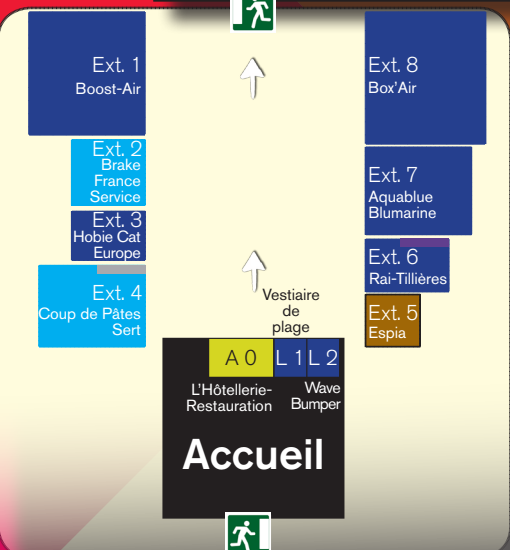 Ext. 1
Boost-Air
Ext. 2
Brake
France
Service
Ext. 3
Hobie Cat
Europe
Ext. 4
Coup de Pâtes
Sert
Ext. 8
Box'Air
Ext. 7
Aquablue
Blumarine
Ext. 6
Rai-Tillières
Ext. 5
Espia
Vestiaire
de
plage
A 0
L 1
L 2
L'Hôtellerie-
Restauration
Wave
Bumper
Accueil